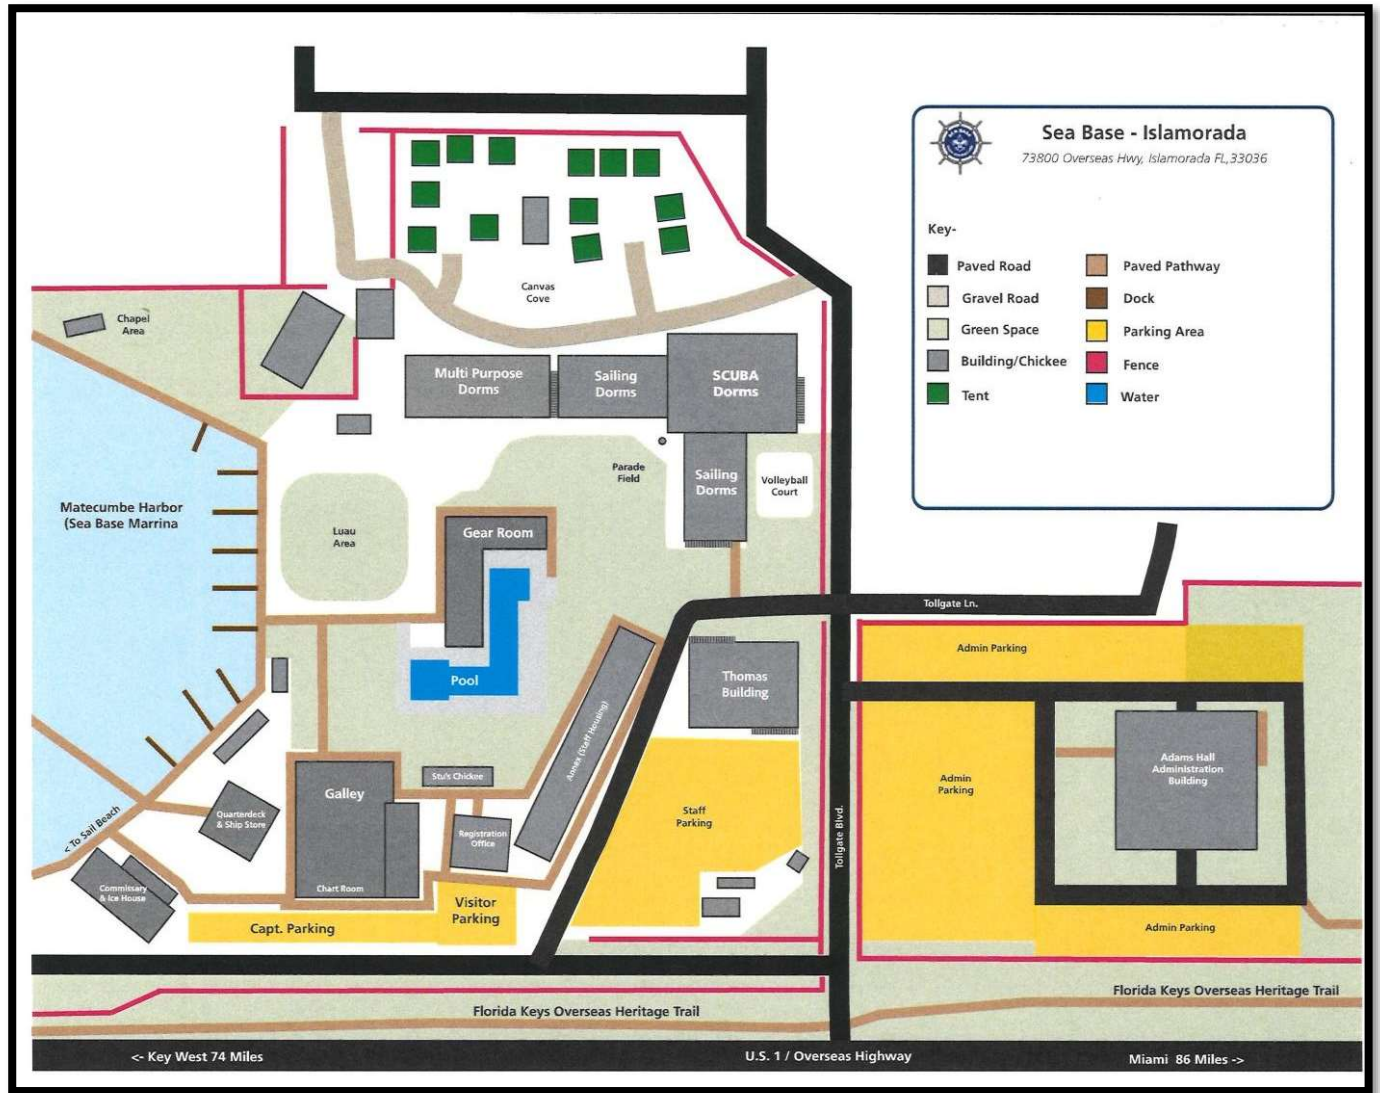 Sea Base - Islamorada
73800 Overseas Hwy, Islamorada FL,33036
Key-
Paved Road
Gravel Road
Green Space
Building/Chickee
Tent
Paved Pathway
Dock
Parking Area
Fence
Water
Canvas
Cove
Chapel
Area
Multi Purpose
Dorms
Sailing
Dorms
SCUBA
Dorms
Parade
Field
Sailing
Dorms
Volleyball
Court
Matecumbe Harbor
(Sea Base Marrina
Luau
Area
Gear Room
Pool
Tollgate Ln.
Admin Parking
Thomas
Building
Annex (Staff Housing)
Stu's Chickee
Galley
Chart Room
Quarterdeck
& Ship Store
Registration
Office
< To Sail Beach
Commissary
& Ice House
Capt. Parking
Visitor
Parking
Staff
Parking
Tollgate Blvd.
Admin
Parking
Adams Hall
Administration
Building
Admin Parking
Florida Keys Overseas Heritage Trail
Florida Keys Overseas Heritage Trail
<- Key West 74 Miles
U.S. 1 / Overseas Highway
Miami 86 Miles ->